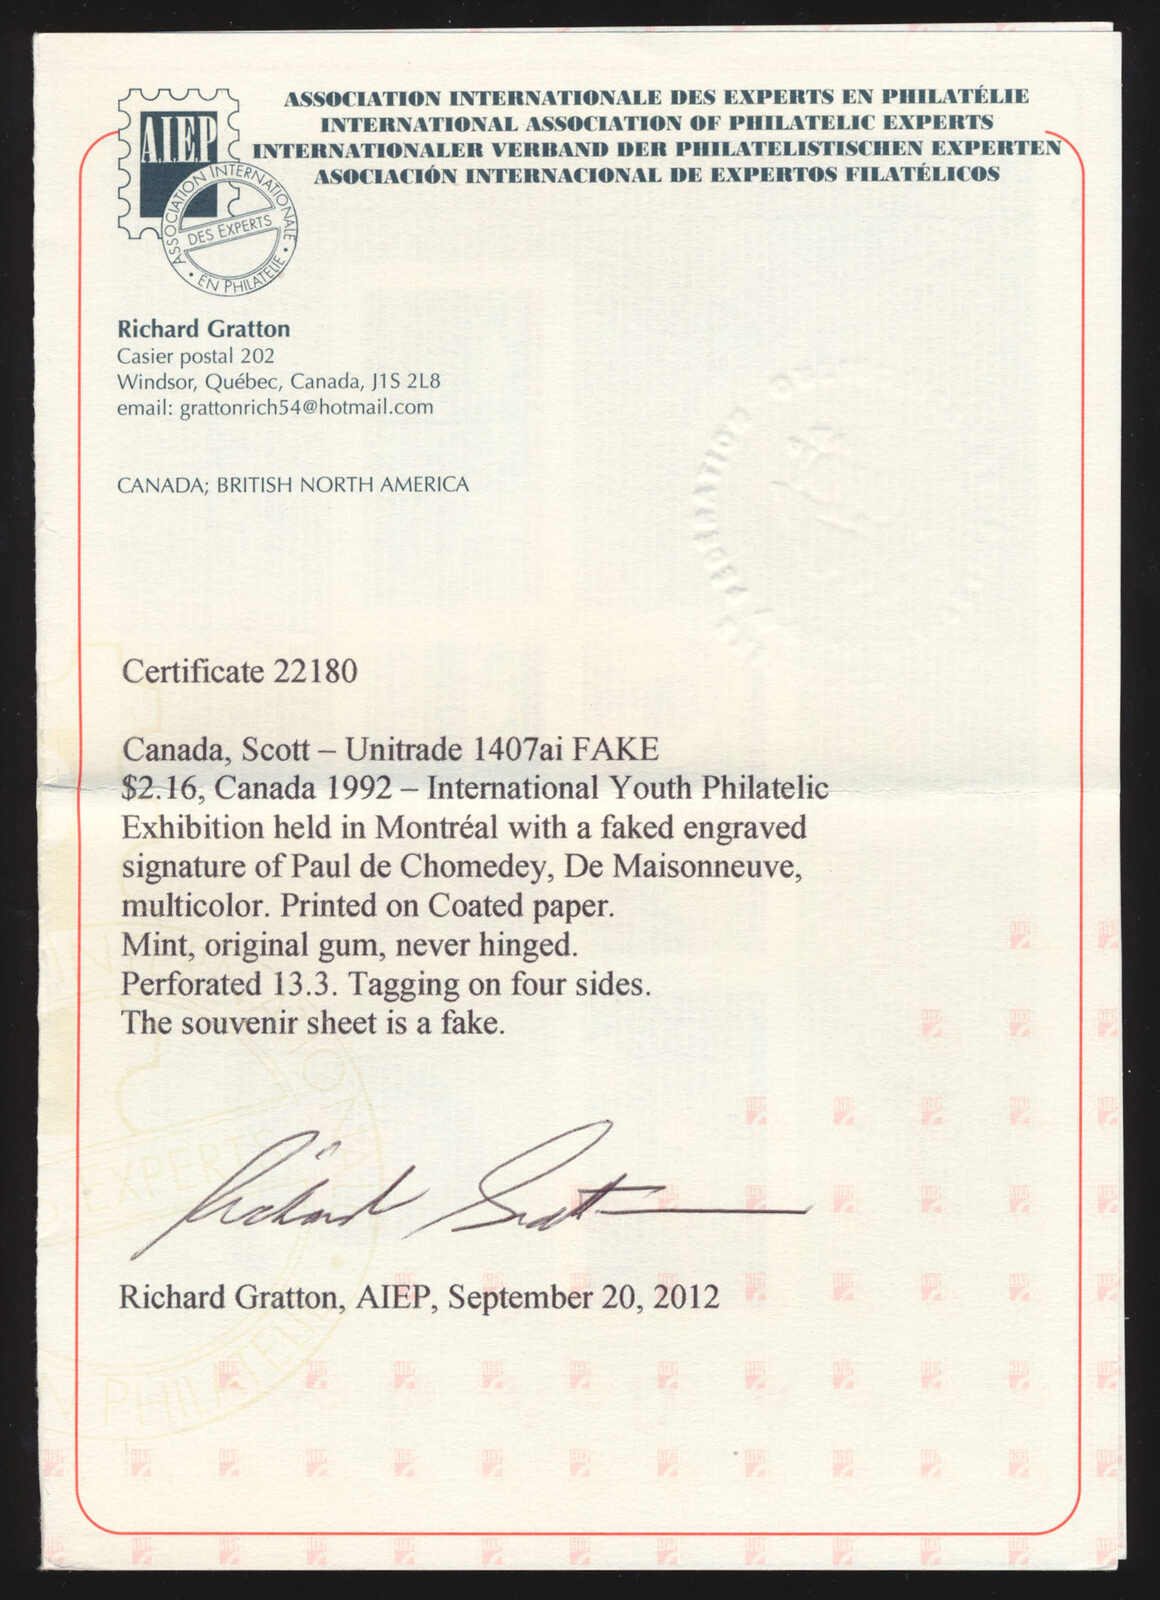 ASSOCIATION INTERNATIONALE DES EXPERTS EN PHILATÉLIE
INTERNATIONAL ASSOCIATION OF PHILATELIC EXPERTS
INTERNATIONALER VERBAND DER PHILATELISTISCHEN EXPERTEN
ASOCIACIÓN INTERNACIONAL DE EXPERTOS FILATÉLICOS
A.I.E.P
ASSOCIATION INTERNATIONALE
DES EXPERTS
• EN PHILATELIE •
Richard Gratton
Casier postal 202
Windsor, Québec, Canada, J1S 2L8
email: grattonrich54@hotmail.com
CANADA; BRITISH NORTH AMERICA
Certificate 22180
Canada, Scott – Unitrade 1407ai FAKE
$2.16, Canada 1992 – International Youth Philatelic
Exhibition held in Montréal with a faked engraved
signature of Paul de Chomedey, De Maisonneuve,
multicolor. Printed on Coated paper.
Mint, original gum, never hinged.
Perforated 13.3. Tagging on four sides.
The souvenir sheet is a fake.
Richard Gratton
Richard Gratton, AIEP, September 20, 2012